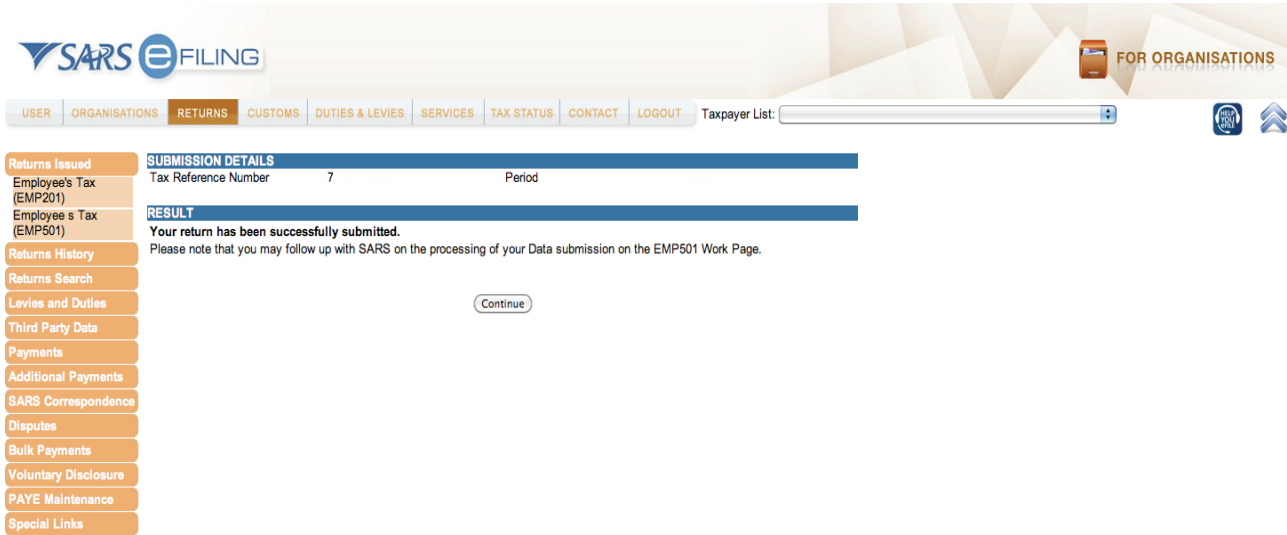 SARS eFILING
FOR ORGANISATIONS
USER ORGANISATIONS RETURNS CUSTOMS DUTIES & LEVIES SERVICES TAX STATUS CONTACT LOGOUT Taxpayer List:
HELP
YOU
eFILE
Returns Issued
Employee's Tax
(EMP201)
Employee s Tax
(EMP501)
Returns History
Returns Search
Levies and Duties
Third Party Data
Payments
Additional Payments
SARS Correspondence
Disputes
Bulk Payments
Voluntary Disclosure
PAYE Maintenance
Special Links
SUBMISSION DETAILS
Tax Reference Number 7 Period
RESULT
Your return has been successfully submitted.
Please note that you may follow up with SARS on the processing of your Data submission on the EMP501 Work Page.
Continue